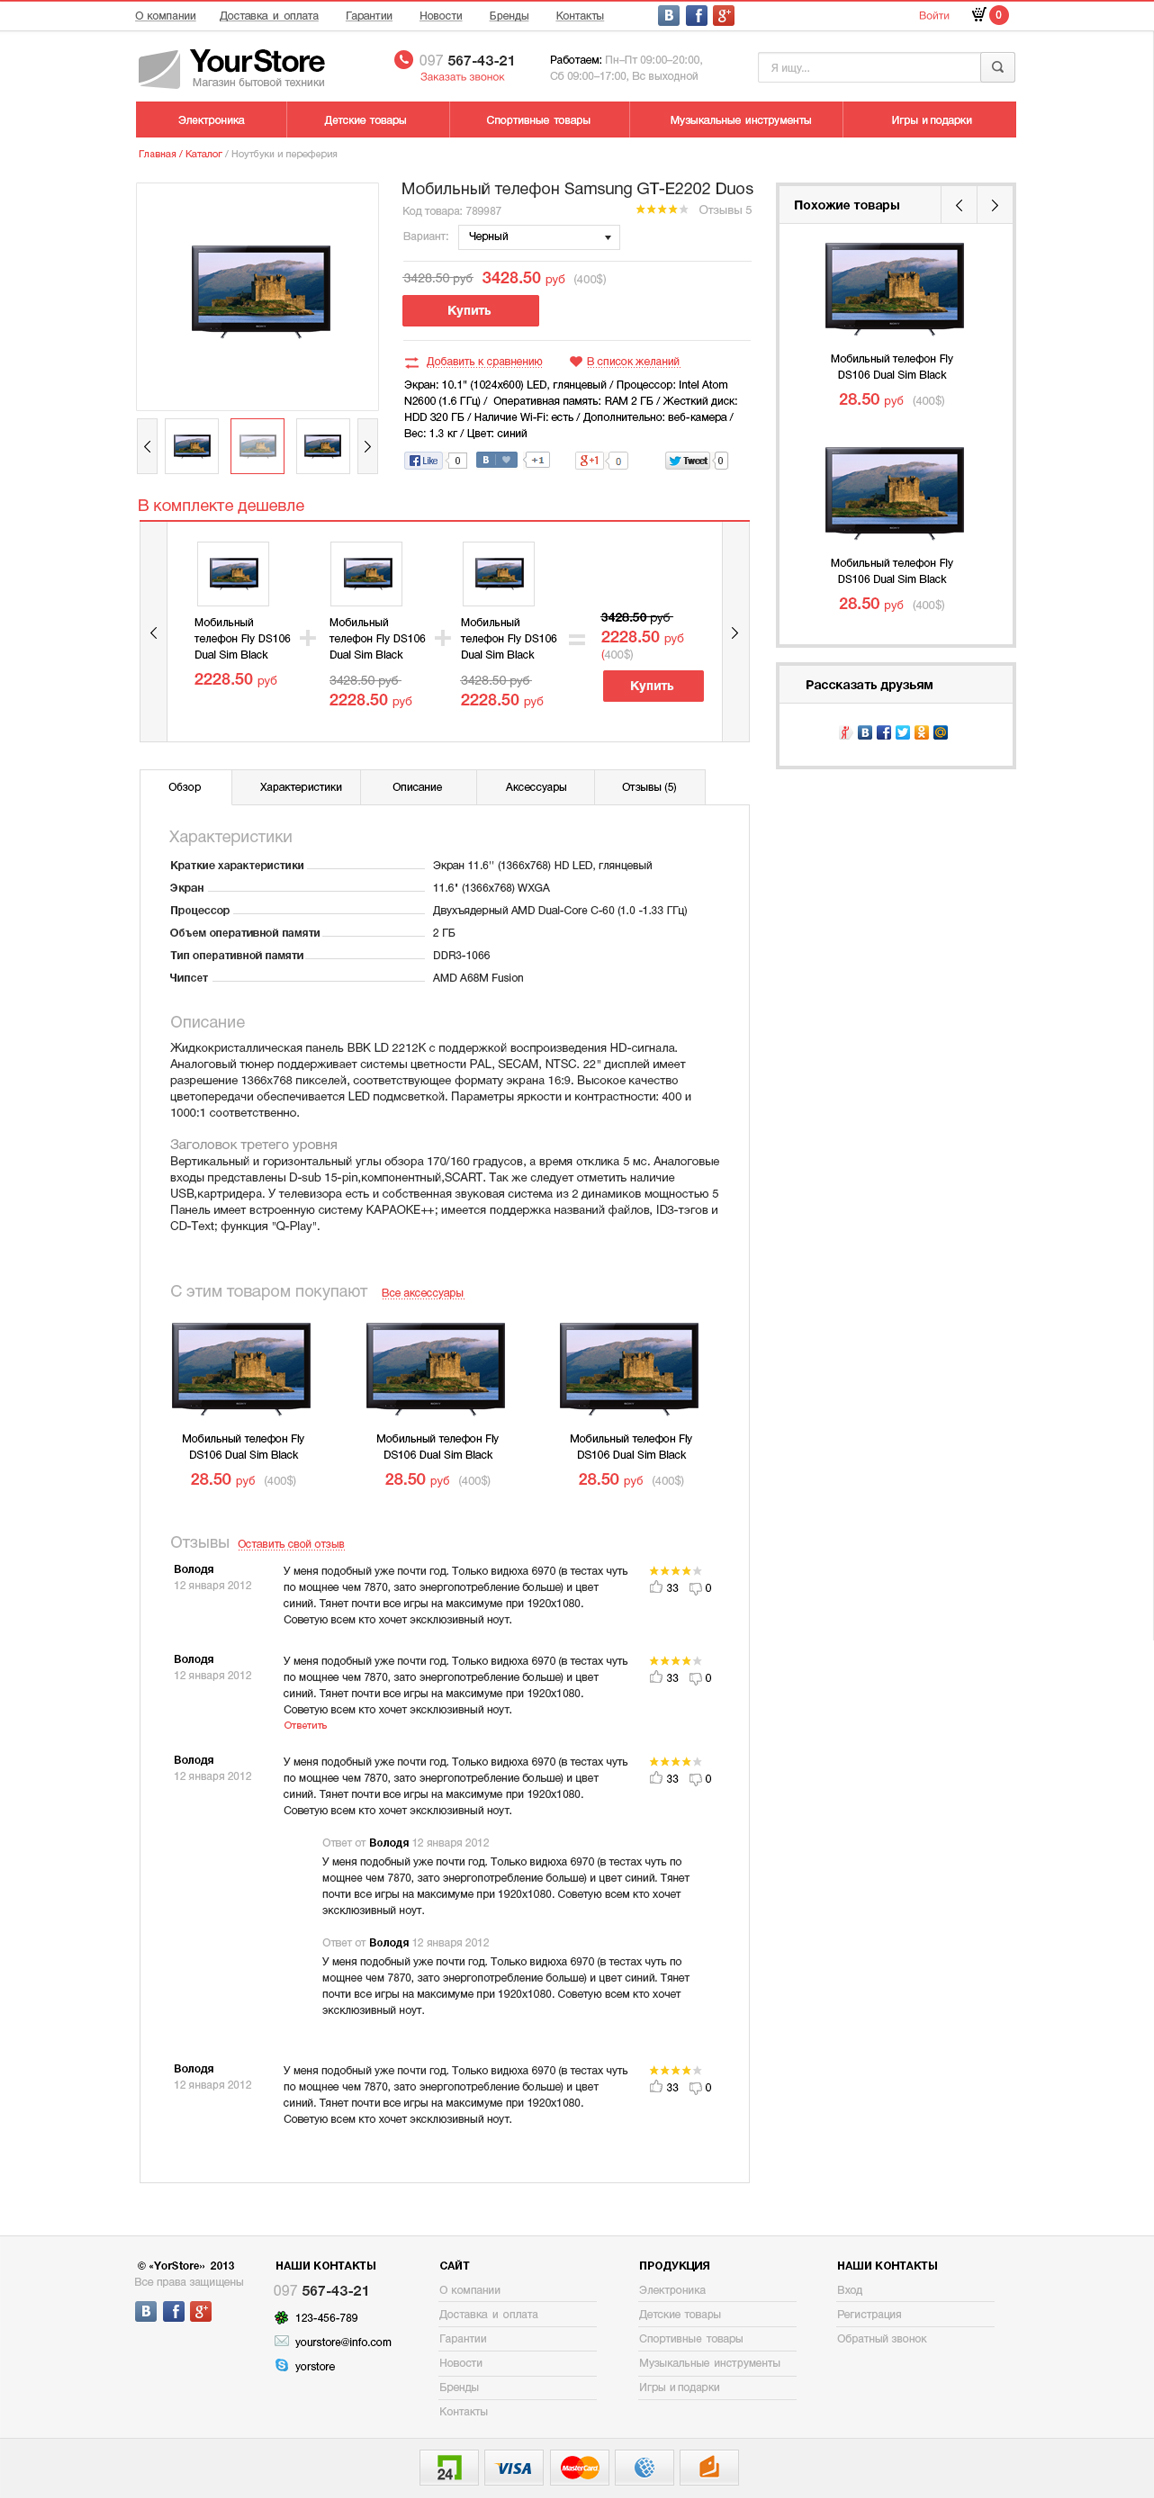 О компании Доставка и оплата Гарантии Новости Бренды Контакты Войти 0
YourStore
Магазин бытовой техники
097 567-43-21
Заказать звонок
Работаем: Пн–Пт 09:00–20:00,
Сб 09:00–17:00, Вс выходной
Я ищу...
Электроника Детские товары Спортивные товары Музыкальные инструменты Игры и подарки
Главная / Каталог / Ноутбуки и переферия
Мобильный телефон Samsung GT-E2202 Duos
Код товара: 789987 Отзывы 5
Вариант: Черный
3428.50 руб 3428.50 руб (400$)
Купить
Добавить к сравнению В список желаний
Экран: 10.1" (1024x600) LED, глянцевый / Процессор: Intel Atom
N2600 (1.6 ГГц) / Оперативная память: RAM 2 ГБ / Жесткий диск:
HDD 320 ГБ / Наличие Wi-Fi: есть / Дополнительно: веб-камера /
Вес: 1.3 кг / Цвет: синий
Like 0 В +1 g+1 0 Tweet 0
Похожие товары
Мобильный телефон Fly
DS106 Dual Sim Black
28.50 руб (400$)
Мобильный телефон Fly
DS106 Dual Sim Black
28.50 руб (400$)
Рассказать друзьям
В комплекте дешевле
Мобильный
телефон Fly DS106
Dual Sim Black
2228.50 руб
+
Мобильный
телефон Fly DS106
Dual Sim Black
3428.50 руб
2228.50 руб
+
Мобильный
телефон Fly DS106
Dual Sim Black
3428.50 руб
2228.50 руб
=
3428.50 руб
2228.50 руб
(400$)
Купить
Обзор Характеристики Описание Аксессуары Отзывы (5)
Характеристики
Краткие характеристики Экран 11.6'' (1366x768) HD LED, глянцевый
Экран 11.6" (1366x768) WXGA
Процессор Двухъядерный AMD Dual-Core C-60 (1.0 -1.33 ГГц)
Объем оперативной памяти 2 ГБ
Тип оперативной памяти DDR3-1066
Чипсет AMD A68M Fusion
Описание
Жидкокристаллическая панель BBK LD 2212K с поддержкой воспроизведения HD-сигнала.
Аналоговый тюнер поддерживает системы цветности PAL, SECAM, NTSC. 22" дисплей имеет
разрешение 1366x768 пикселей, соответствующее формату экрана 16:9. Высокое качество
цветопередачи обеспечивается LED подмсветкой. Параметры яркости и контрастности: 400 и
1000:1 соответственно.
Заголовок третего уровня
Вертикальный и горизонтальный углы обзора 170/160 градусов, а время отклика 5 мс. Аналоговые
входы представлены D-sub 15-pin,компонентный,SCART. Так же следует отметить наличие
USB,картридера. У телевизора есть и собственная звуковая система из 2 динамиков мощностью 5
Панель имеет встроенную систему КАРАОКЕ++; имеется поддержка названий файлов, ID3-тэгов и
CD-Text; функция "Q-Play".
С этим товаром покупают Все аксессуары
Мобильный телефон Fly
DS106 Dual Sim Black
28.50 руб (400$)
Мобильный телефон Fly
DS106 Dual Sim Black
28.50 руб (400$)
Мобильный телефон Fly
DS106 Dual Sim Black
28.50 руб (400$)
Отзывы Оставить свой отзыв
Володя
12 января 2012
У меня подобный уже почти год. Только видюха 6970 (в тестах чуть
по мощнее чем 7870, зато энергопотребление больше) и цвет
синий. Тянет почти все игры на максимуме при 1920x1080.
Советую всем кто хочет эксклюзивный ноут.
33 0
Володя
12 января 2012
У меня подобный уже почти год. Только видюха 6970 (в тестах чуть
по мощнее чем 7870, зато энергопотребление больше) и цвет
синий. Тянет почти все игры на максимуме при 1920x1080.
Советую всем кто хочет эксклюзивный ноут.
Ответить
33 0
Володя
12 января 2012
У меня подобный уже почти год. Только видюха 6970 (в тестах чуть
по мощнее чем 7870, зато энергопотребление больше) и цвет
синий. Тянет почти все игры на максимуме при 1920x1080.
Советую всем кто хочет эксклюзивный ноут.
33 0
Ответ от Володя 12 января 2012
У меня подобный уже почти год. Только видюха 6970 (в тестах чуть по
мощнее чем 7870, зато энергопотребление больше) и цвет синий. Тянет
почти все игры на максимуме при 1920x1080. Советую всем кто хочет
эксклюзивный ноут.
Ответ от Володя 12 января 2012
У меня подобный уже почти год. Только видюха 6970 (в тестах чуть по
мощнее чем 7870, зато энергопотребление больше) и цвет синий. Тянет
почти все игры на максимуме при 1920x1080. Советую всем кто хочет
эксклюзивный ноут.
Володя
12 января 2012
У меня подобный уже почти год. Только видюха 6970 (в тестах чуть
по мощнее чем 7870, зато энергопотребление больше) и цвет
синий. Тянет почти все игры на максимуме при 1920x1080.
Советую всем кто хочет эксклюзивный ноут.
33 0
© «YorStore» 2013
Все права защищены
НАШИ КОНТАКТЫ
097 567-43-21
123-456-789
yourstore@info.com
yorstore
САЙТ
О компании
Доставка и оплата
Гарантии
Новости
Бренды
Контакты
ПРОДУКЦИЯ
Электроника
Детские товары
Спортивные товары
Музыкальные инструменты
Игры и подарки
НАШИ КОНТАКТЫ
Вход
Регистрация
Обратный звонок
24 VISA MasterCard